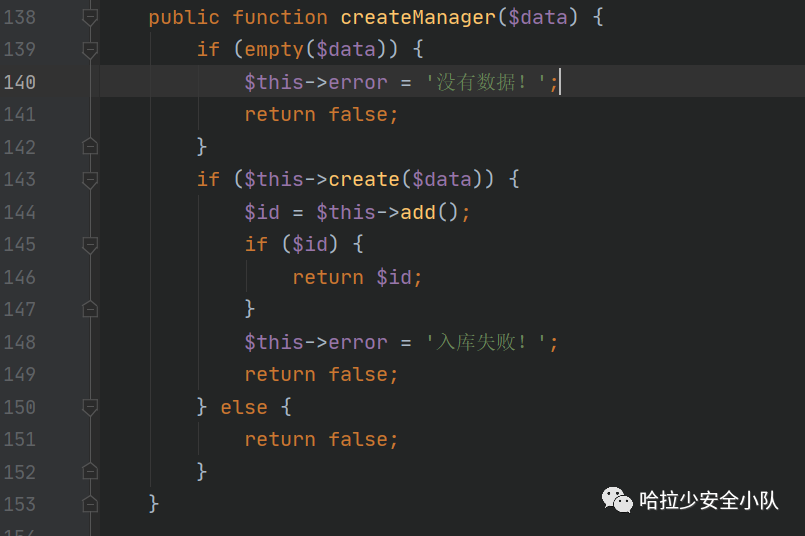 138 public function createManager($data) {
139 if (empty($data)) {
140 $this->error = '没有数据！';
141 return false;
142 }
143 if ($this->create($data)) {
144 $id = $this->add();
145 if ($id) {
146 return $id;
147 }
148 $this->error = '入库失败！';
149 return false;
150 } else {
151 return false;
152 }
153 }
154
哈拉少安全小队